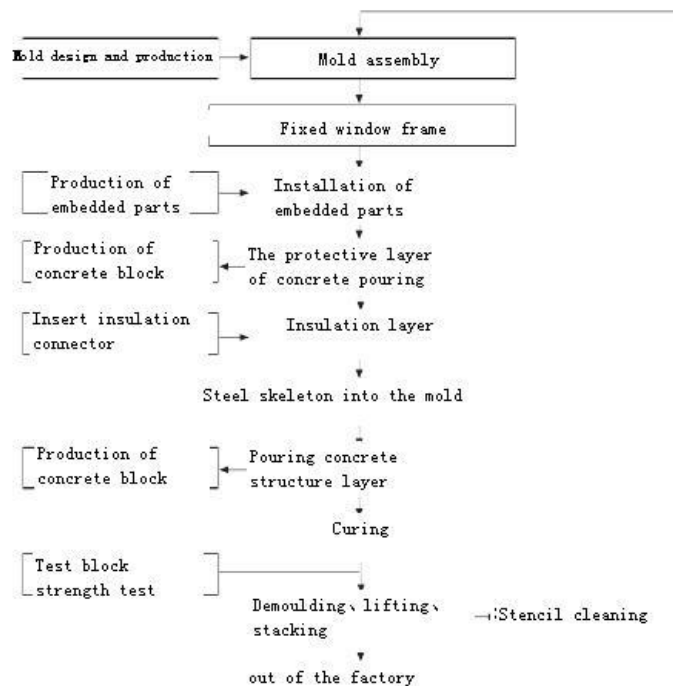 Mold design and production
Mold assembly
Fixed window frame
Production of
embedded parts
Installation of
embedded parts
Production of
concrete block
The protective layer
of concrete pouring
Insert insulation
connector
Insulation layer
Steel skeleton into the mold
Production of
concrete block
Pouring concrete
structure layer
Curing
Test block
strength test
Demoulding、lifting、
stacking
Stencil cleaning
out of the factory